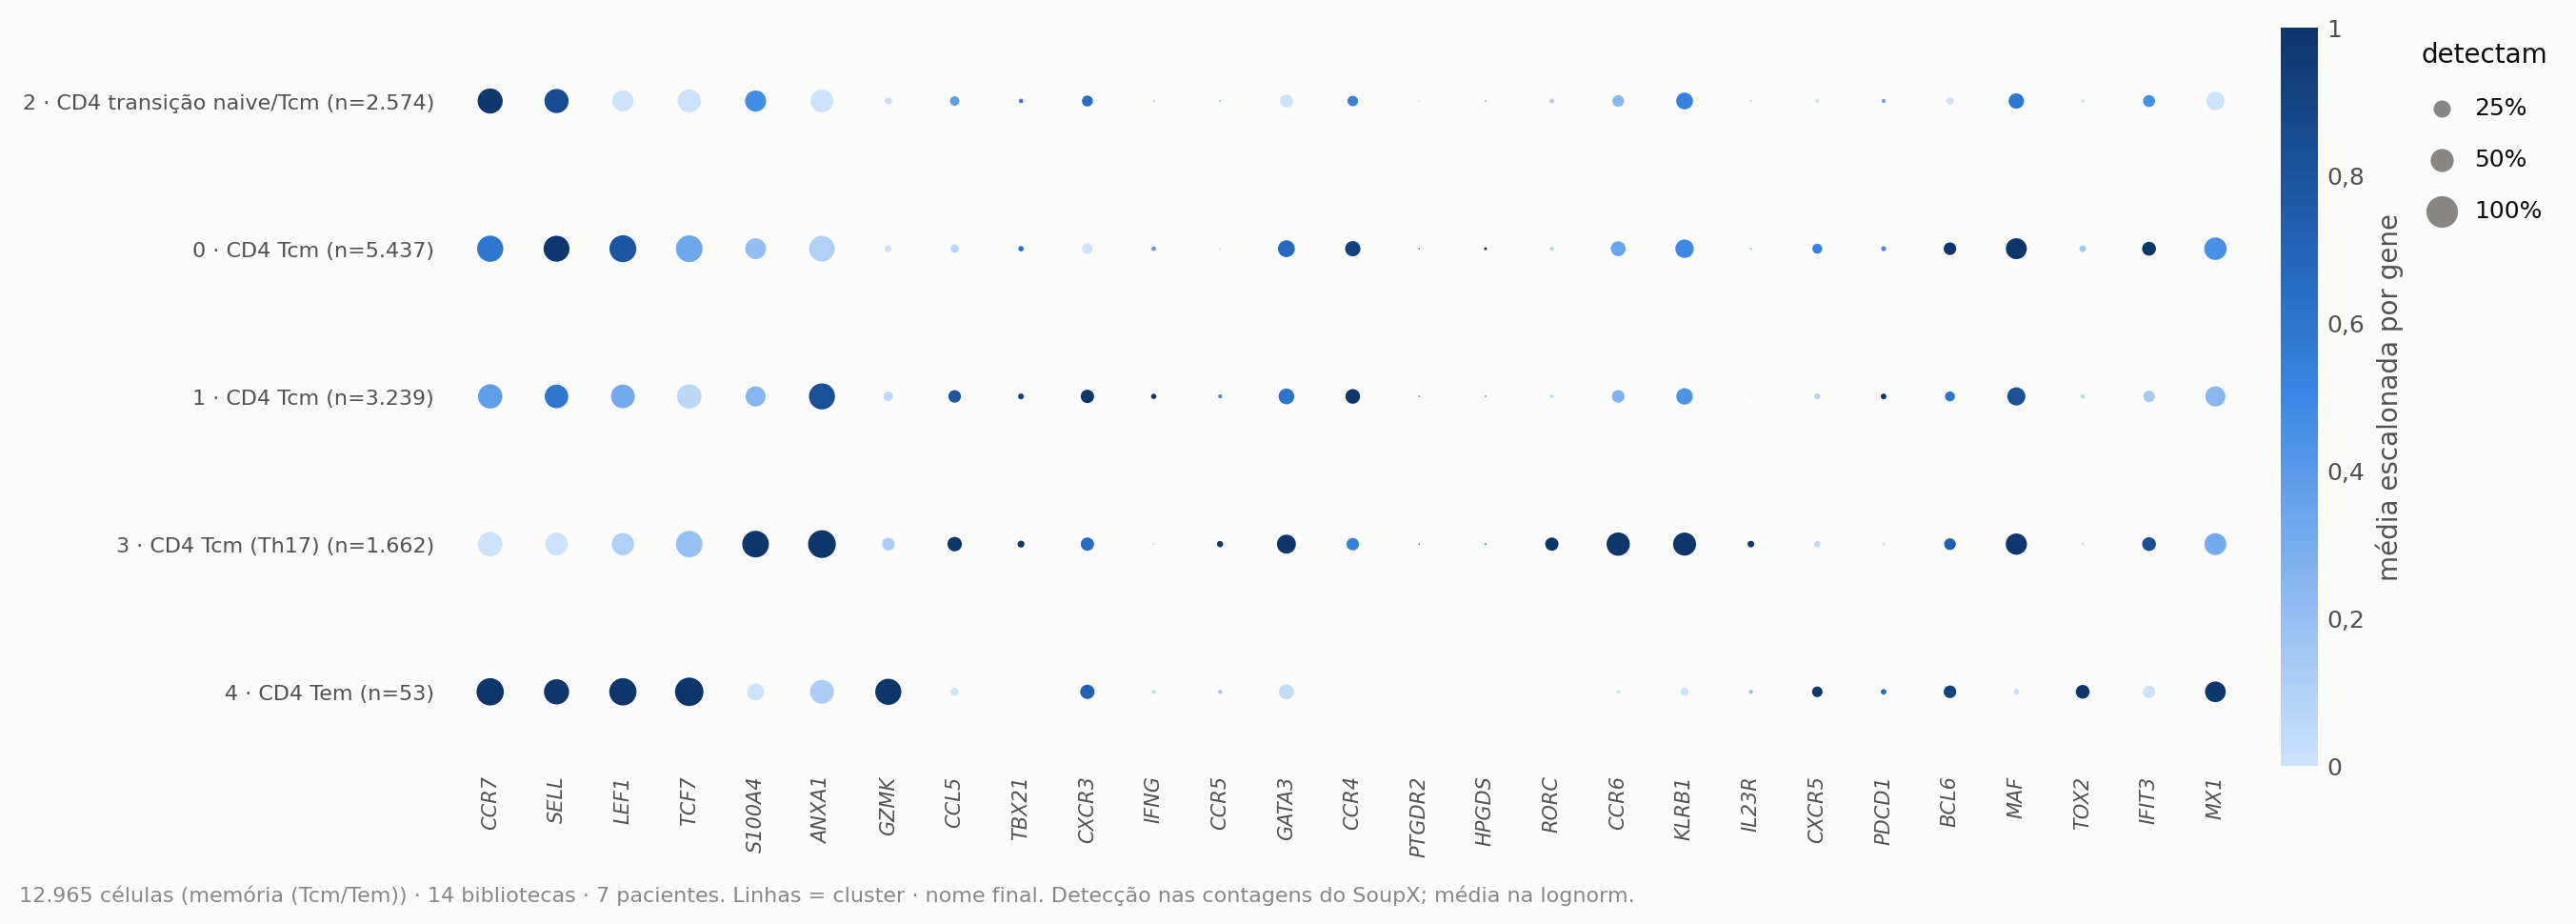 1
detectam
2 · CD4 transição naive/Tcm (n=2.574)
25%
50%
0,8
100%
0 · CD4 Tcm (n=5.437)
0,6
média escalonada por gene
1 · CD4 Tcm (n=3.239)
0,4
3 · CD4 Tcm (Th17) (n=1.662)
0,2
4 · CD4 Tem (n=53)
0
CCR7
SELL
LEF1
TCF7
S100A4
ANXA1
GZMK
CCL5
TBX21
CXCR3
IFNG
CCR5
GATA3
CCR4
PTGDR2
HPGDS
RORC
CCR6
KLRB1
IL23R
CXCR5
PDCD1
BCL6
MAF
TOX2
IFIT3
MX1
12.965 células (memória (Tcm/Tem)) · 14 bibliotecas · 7 pacientes. Linhas = cluster · nome final. Detecção nas contagens do SoupX; média na lognorm.